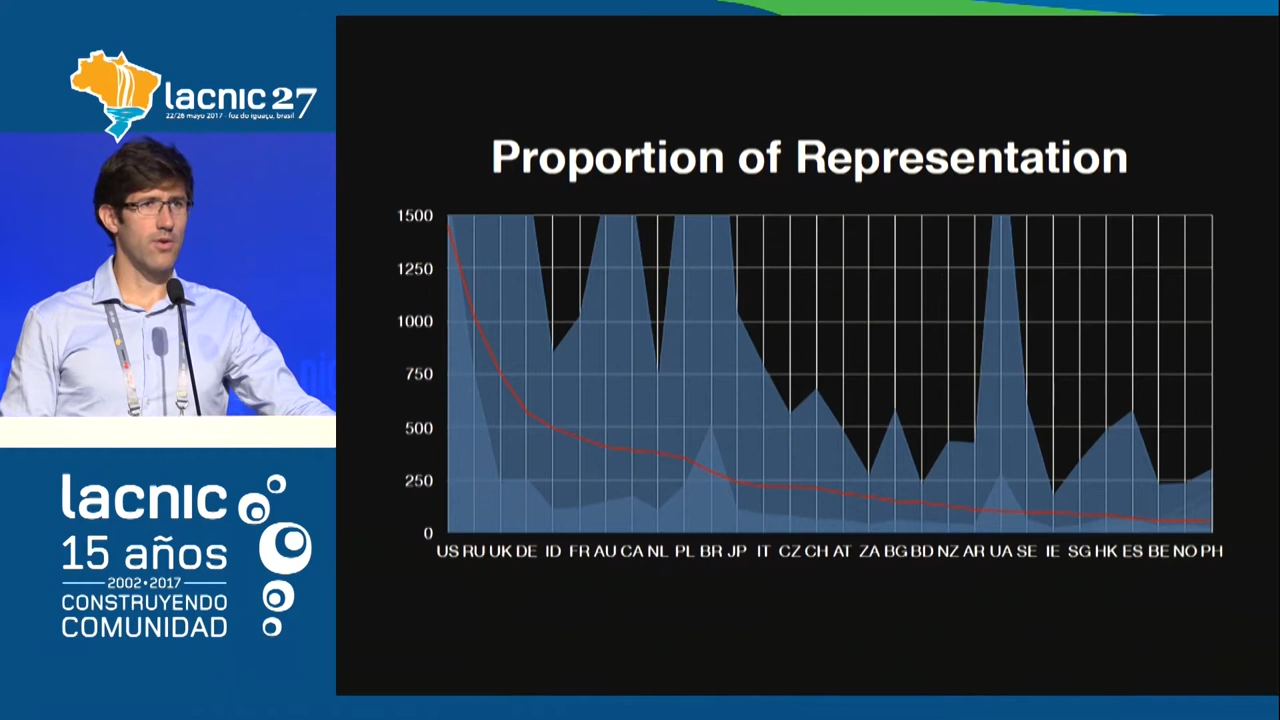 lacnic 27
22/26 mayo 2017 - foz do iguaçu, brasil
Proportion of Representation
1500
1250
1000
750
500
250
0
US RU UK DE ID FR AU CA NL PL BR JP IT CZ CH AT ZA BG BD NZ AR UA SE IE SG HK ES BE NO PH
lacnic
15 años
2002•2017
CONSTRUYENDO
COMUNIDAD